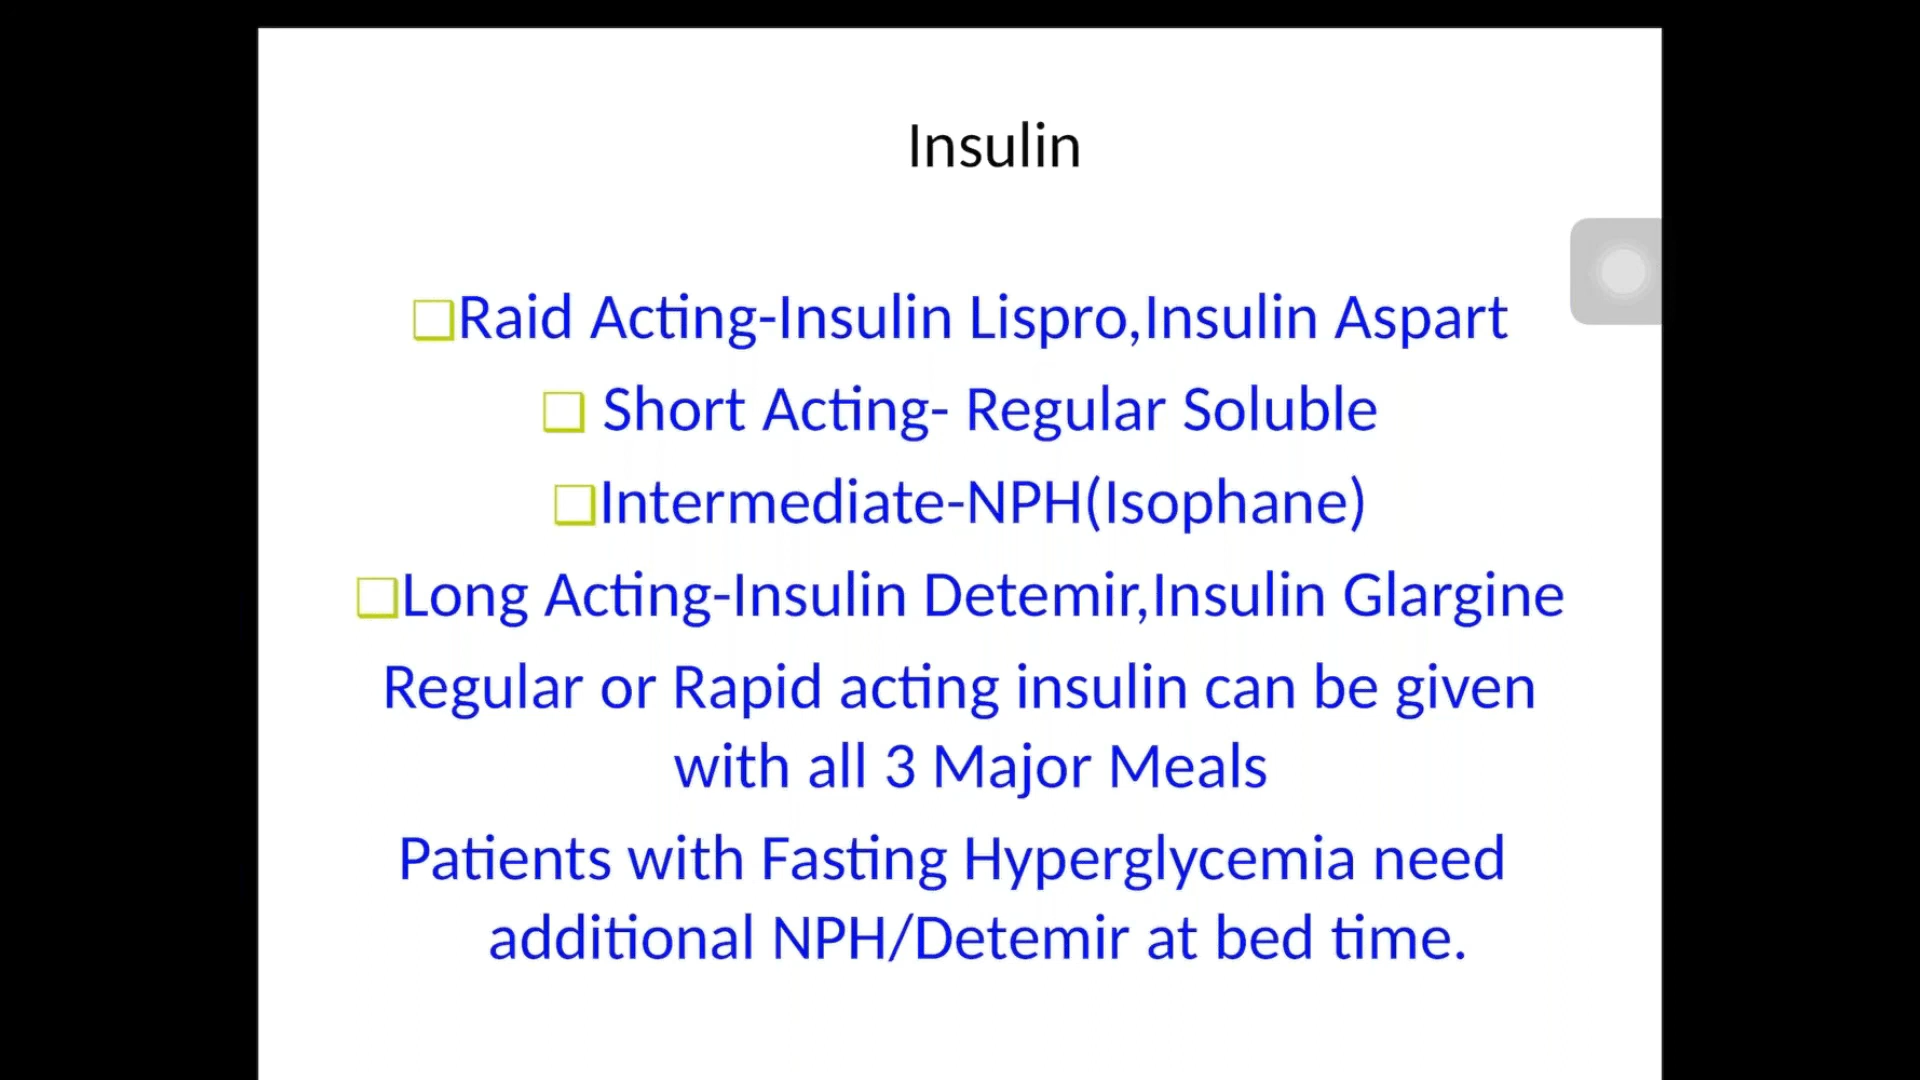 Insulin
❑Raid Acting-Insulin Lispro,Insulin Aspart
❑ Short Acting- Regular Soluble
❑Intermediate-NPH(Isophane)
❑Long Acting-Insulin Detemir,Insulin Glargine
Regular or Rapid acting insulin can be given
with all 3 Major Meals
Patients with Fasting Hyperglycemia need
additional NPH/Detemir at bed time.